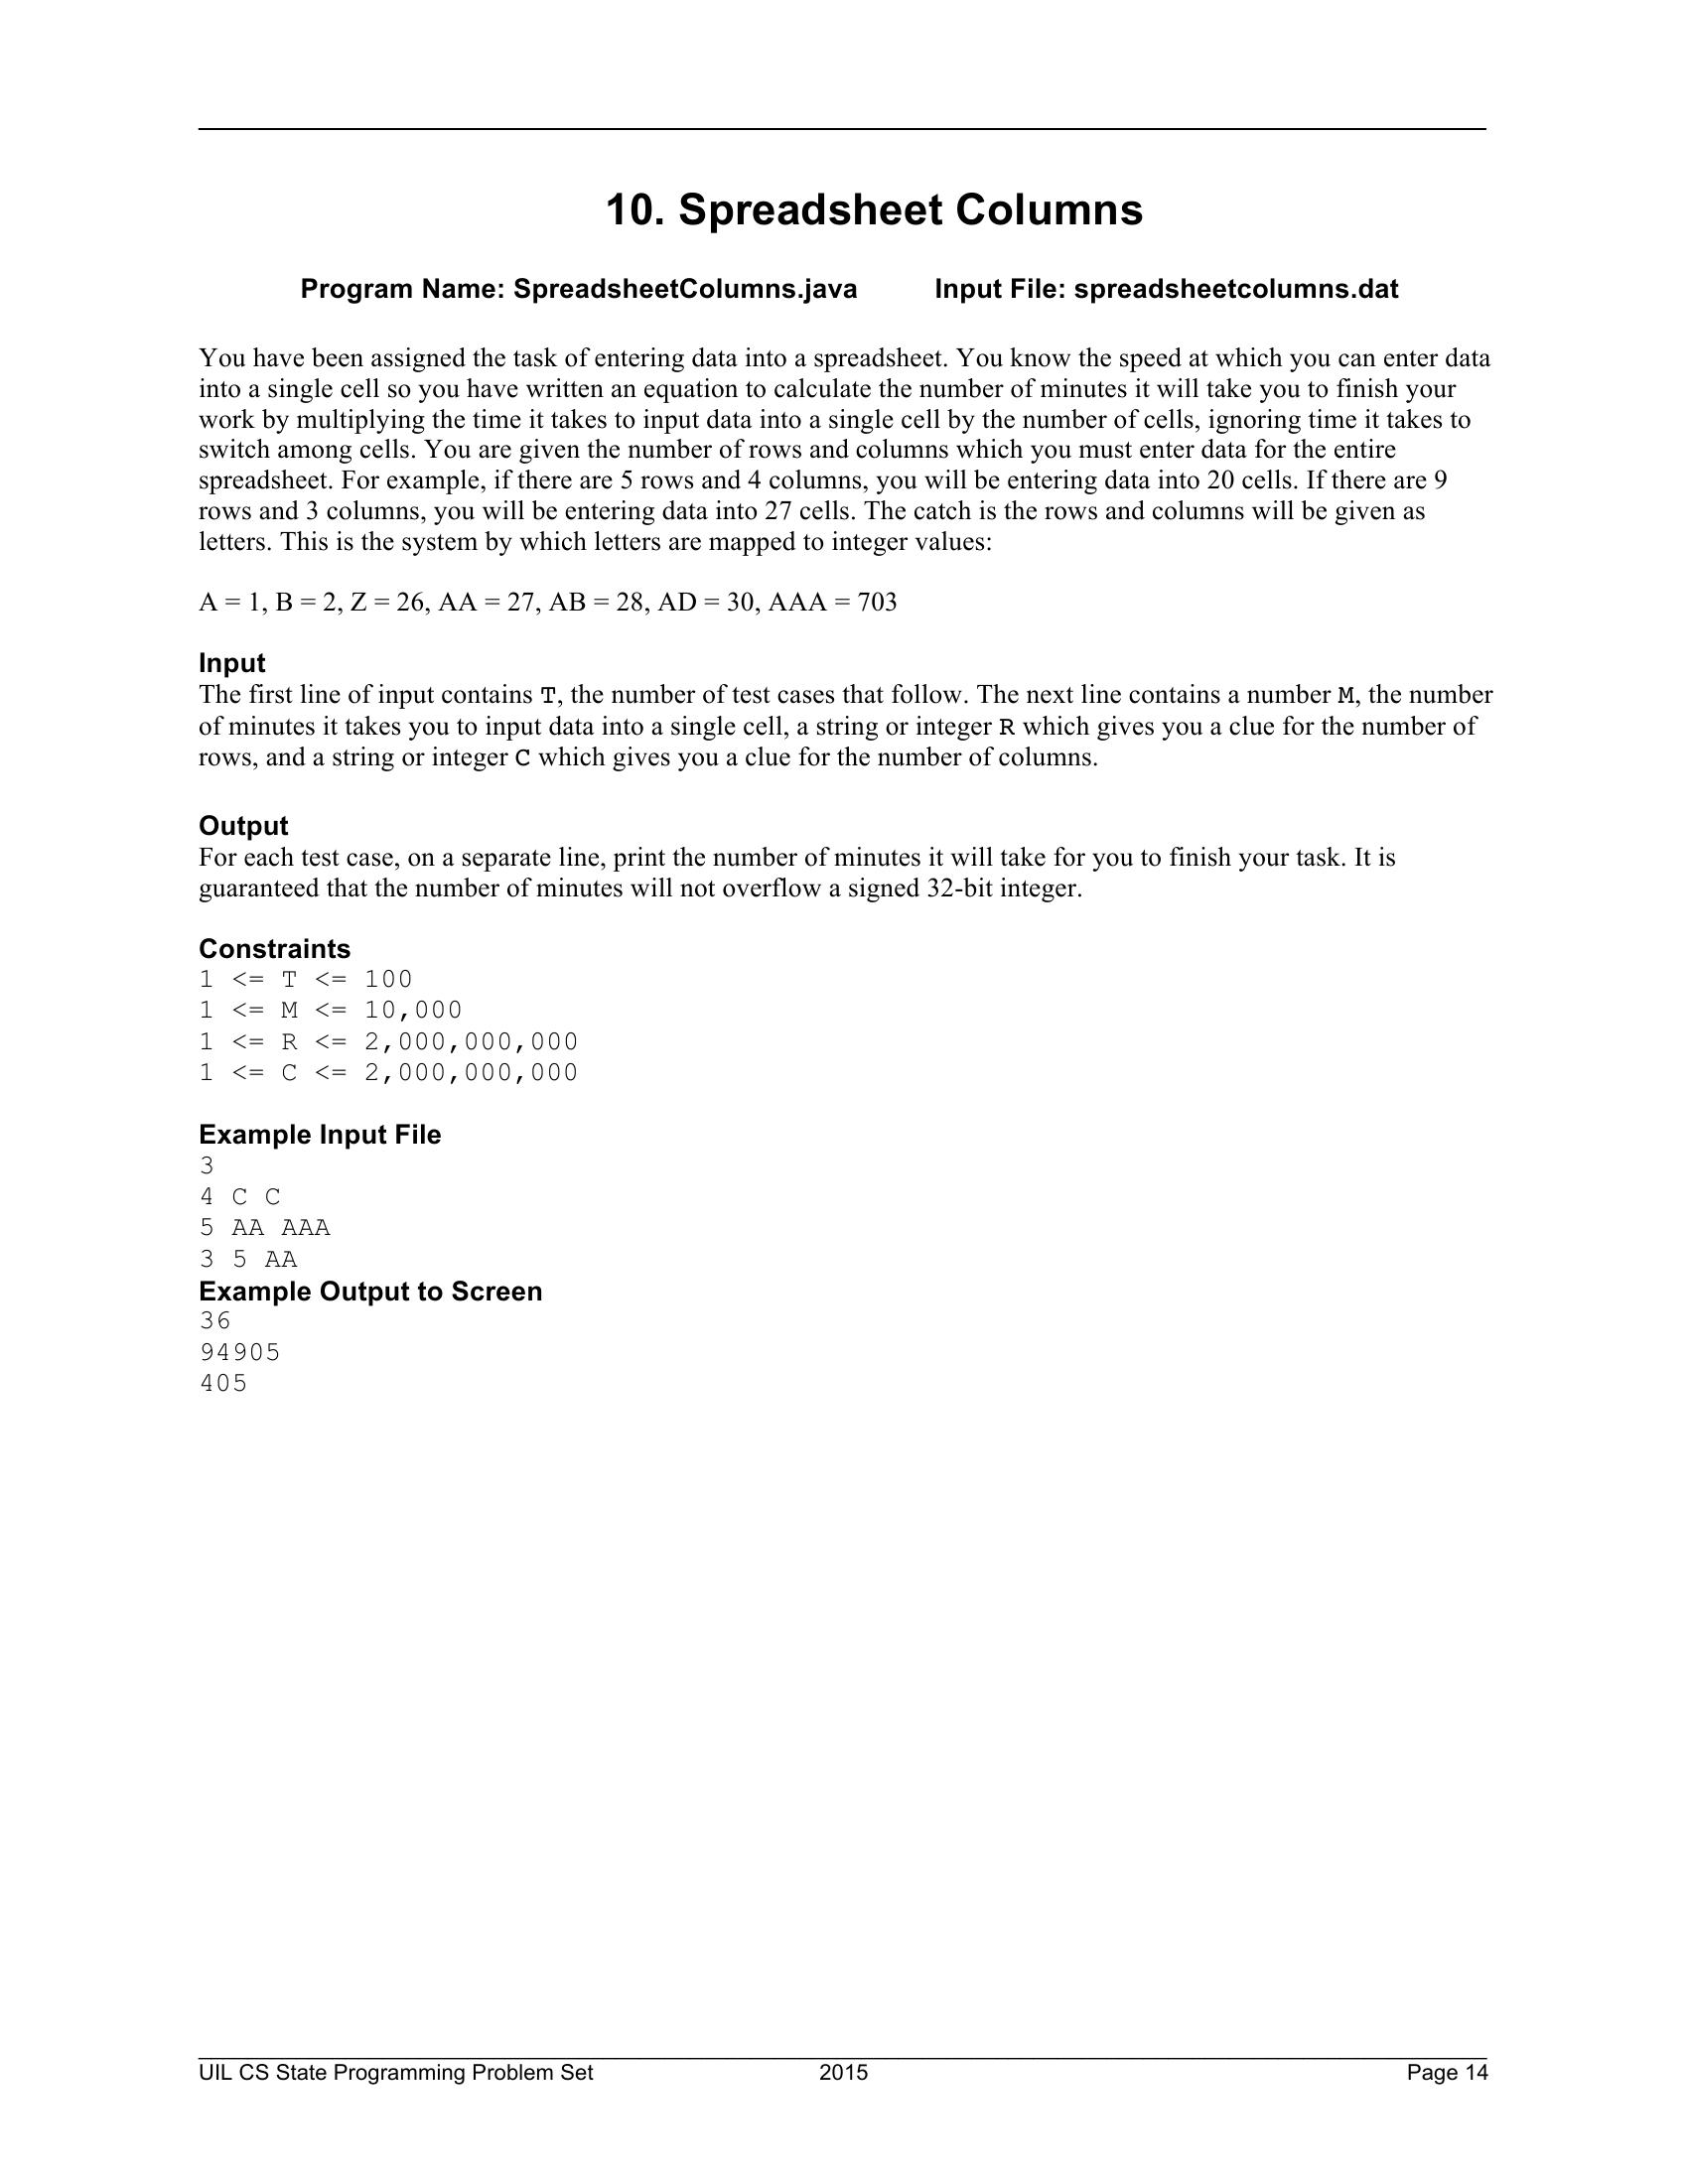 10. Spreadsheet Columns
Program Name: SpreadsheetColumns.java Input File: spreadsheetcolumns.dat
You have been assigned the task of entering data into a spreadsheet. You know the speed at which you can enter data
into a single cell so you have written an equation to calculate the number of minutes it will take you to finish your
work by multiplying the time it takes to input data into a single cell by the number of cells, ignoring time it takes to
switch among cells. You are given the number of rows and columns which you must enter data for the entire
spreadsheet. For example, if there are 5 rows and 4 columns, you will be entering data into 20 cells. If there are 9
rows and 3 columns, you will be entering data into 27 cells. The catch is the rows and columns will be given as
letters. This is the system by which letters are mapped to integer values:
A = 1, B = 2, Z = 26, AA = 27, AB = 28, AD = 30, AAA = 703
Input
The first line of input contains T, the number of test cases that follow. The next line contains a number M, the number
of minutes it takes you to input data into a single cell, a string or integer R which gives you a clue for the number of
rows, and a string or integer C which gives you a clue for the number of columns.
Output
For each test case, on a separate line, print the number of minutes it will take for you to finish your task. It is
guaranteed that the number of minutes will not overflow a signed 32-bit integer.
Constraints
1 <= T <= 100
1 <= M <= 10,000
1 <= R <= 2,000,000,000
1 <= C <= 2,000,000,000
Example Input File
3
4 C C
5 AA AAA
3 5 AA
Example Output to Screen
36
94905
405
UIL CS State Programming Problem Set 2015 Page 14